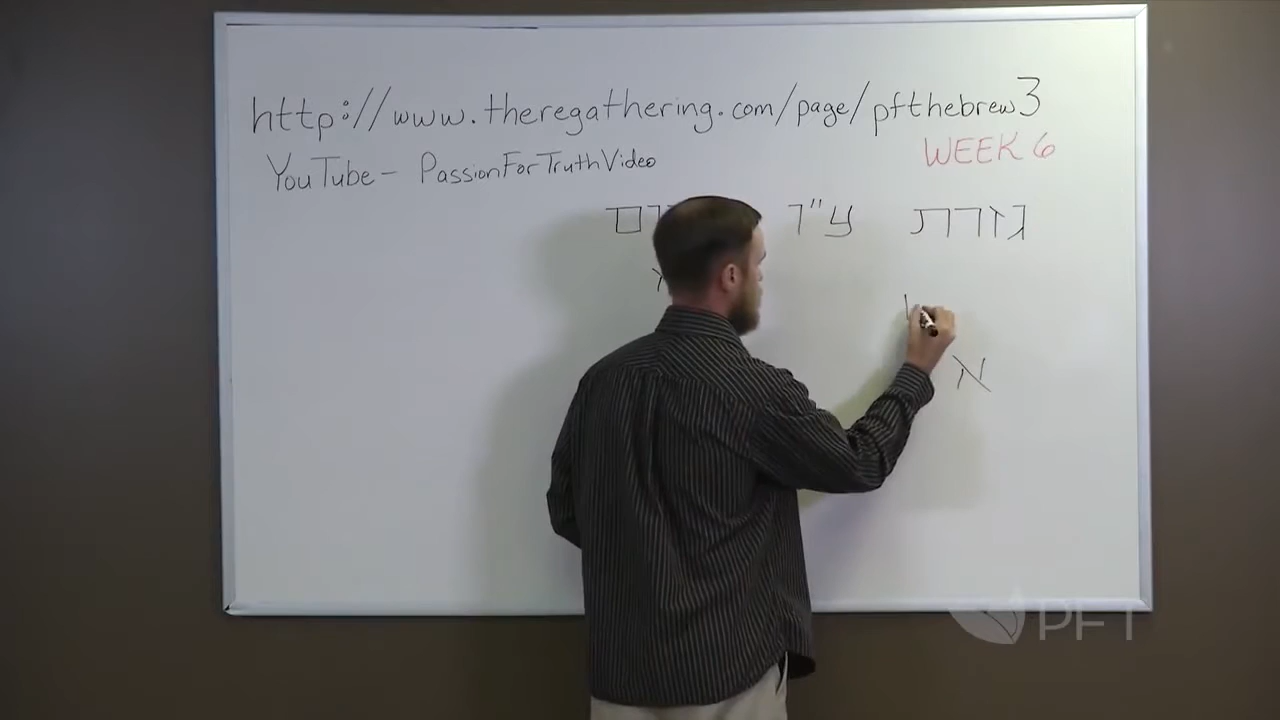 http://www.theregathering.com/page/pfthebrew3
WEEK 6
YouTube- PassionForTruthVideo
גזרת ע"ו
א
PFT